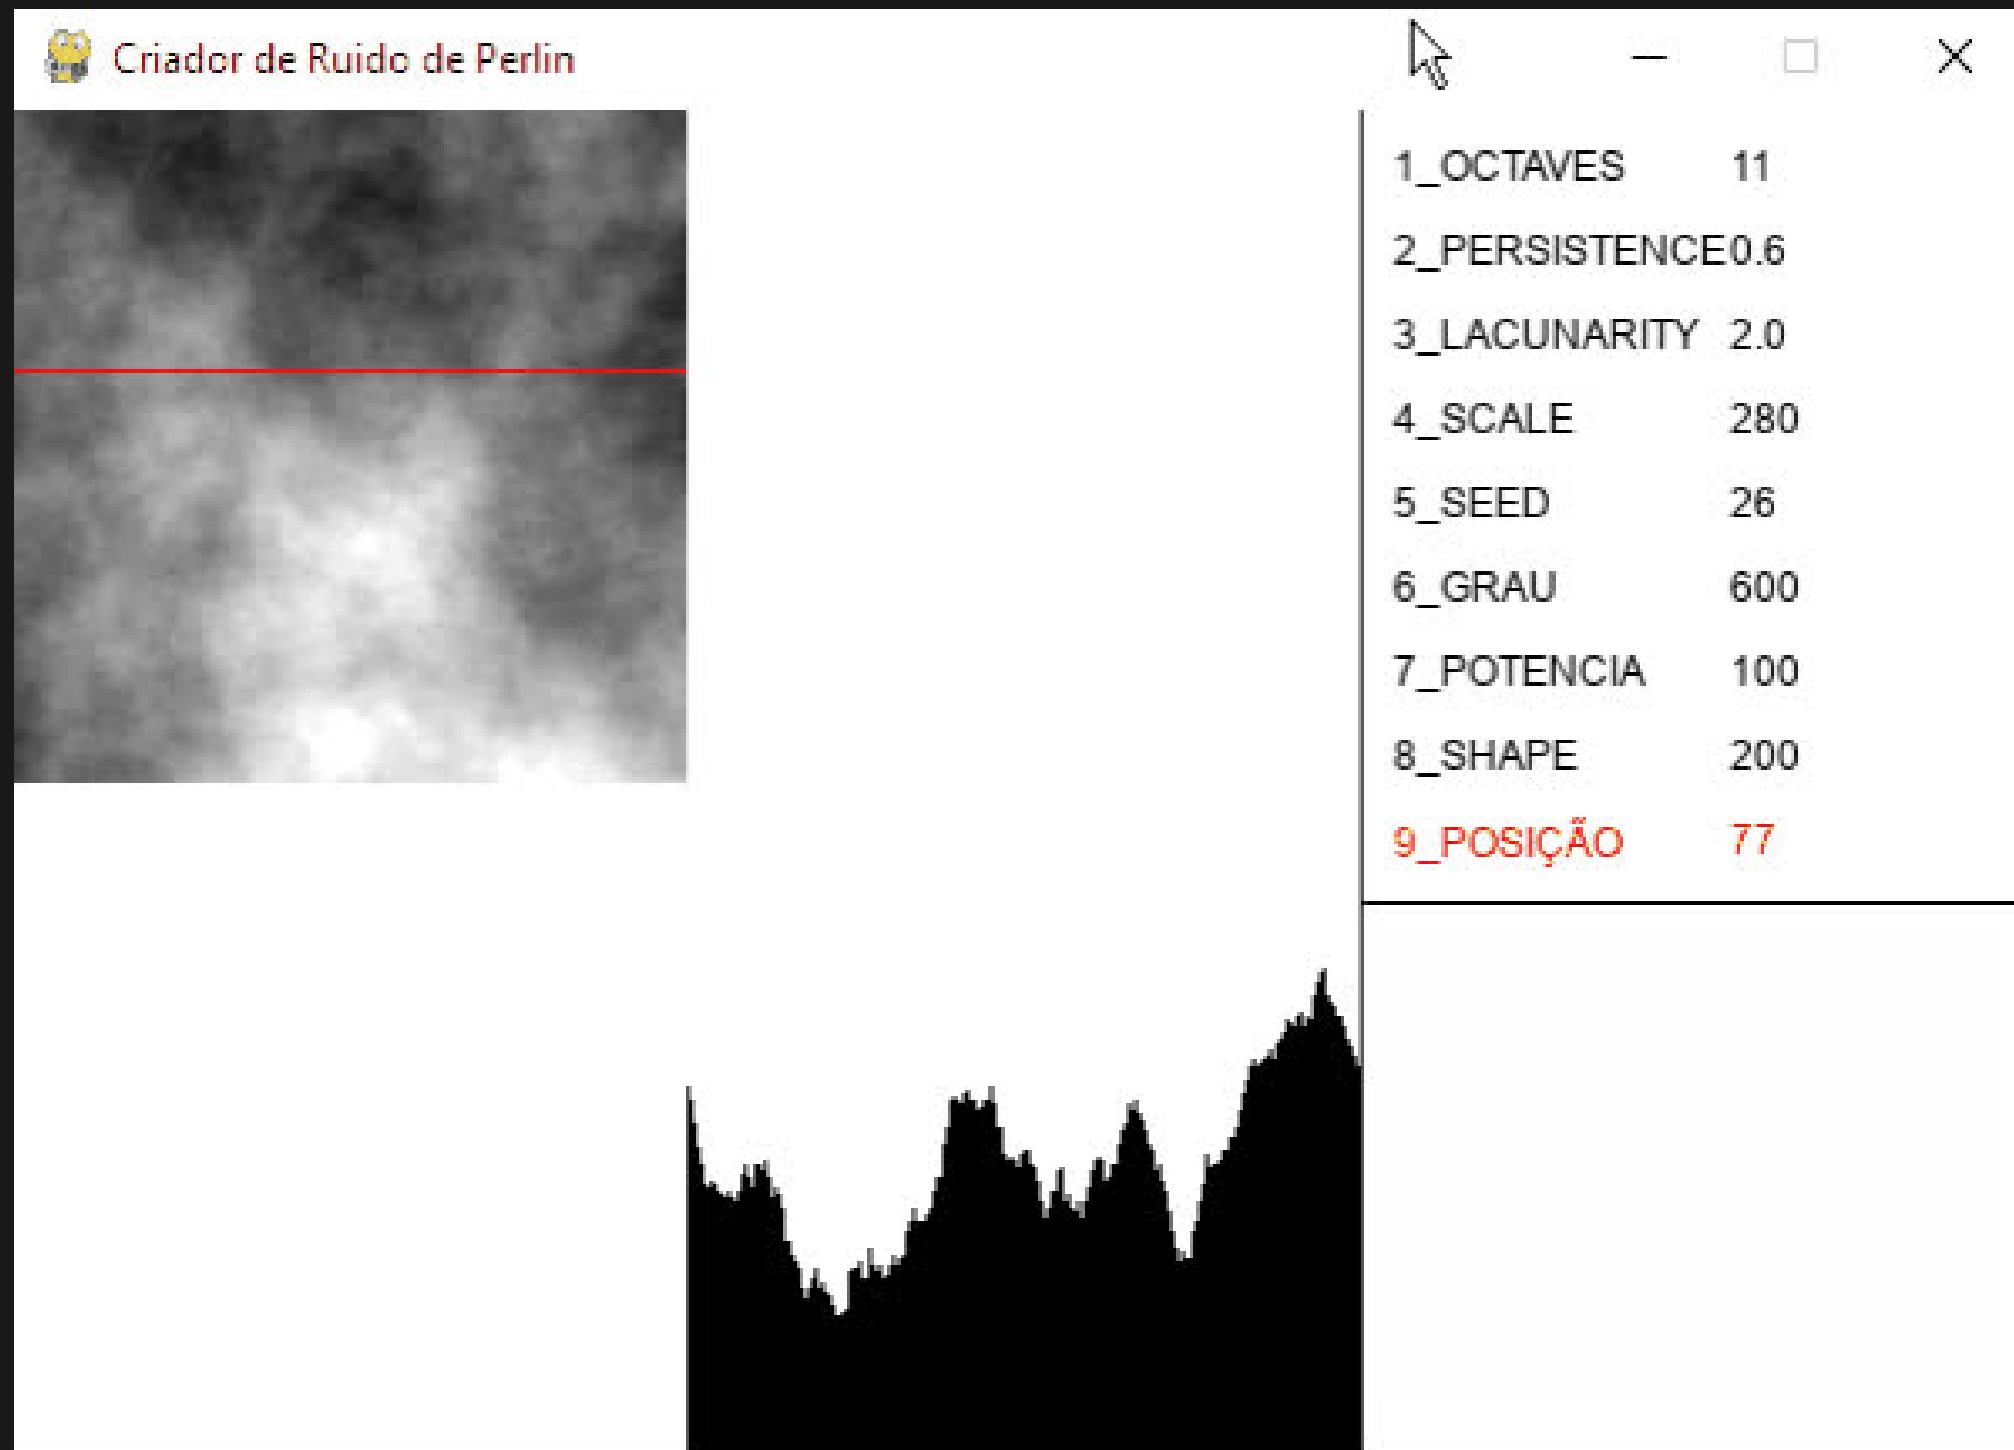 Criador de Ruido de Perlin
1_OCTAVES 11
2_PERSISTENCE0.6
3_LACUNARITY 2.0
4_SCALE 280
5_SEED 26
6_GRAU 600
7_POTENCIA 100
8_SHAPE 200
9_POSIÇÃO 77